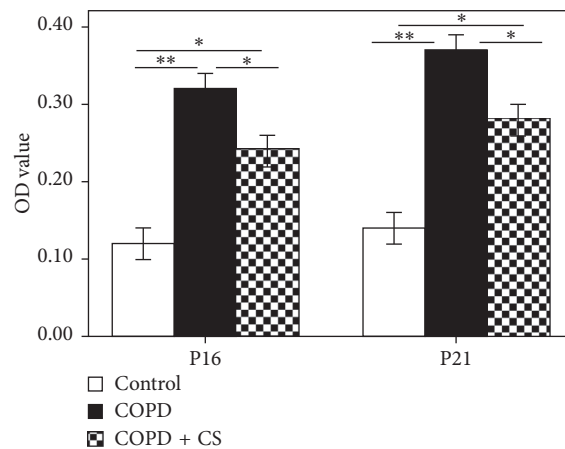 0.40
0.30
0.20
0.10
0.00
OD value
*
** *
*
** *
P16 P21
Control
COPD
COPD + CS